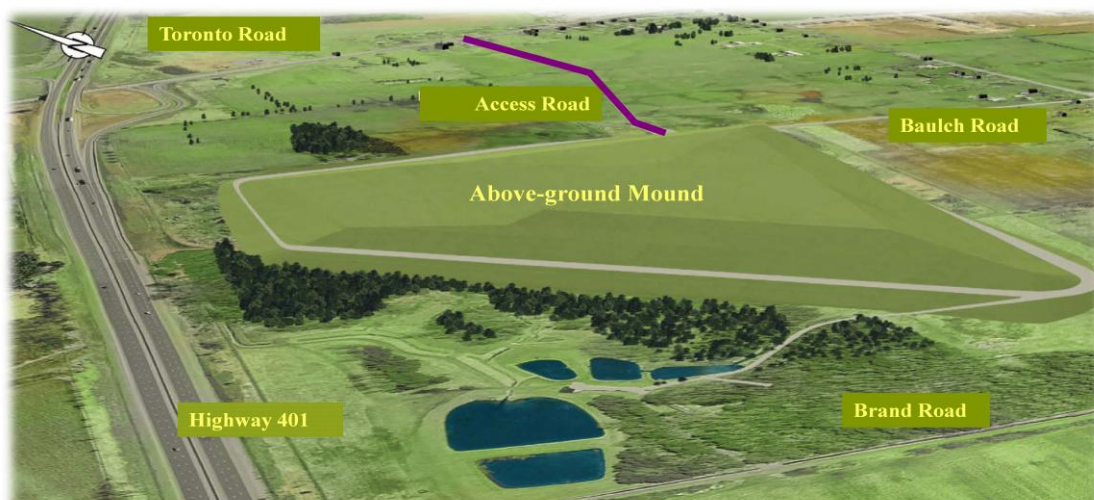 Toronto Road
Access Road
Baulch Road
Above-ground Mound
Highway 401
Brand Road